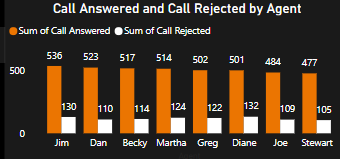 Call Answered and Call Rejected by Agent
Sum of Call Answered Sum of Call Rejected
536 523 517 514 502 501 484 477
500
130 110 114 124 122 132 109 105
0
Jim Dan Becky Martha Greg Diane Joe Stewart